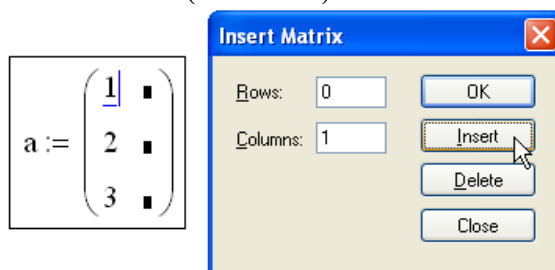 Insert Matrix
Rows: 0 OK
Columns: 1 Insert
Delete
Close
a := ( 1
2
3 )